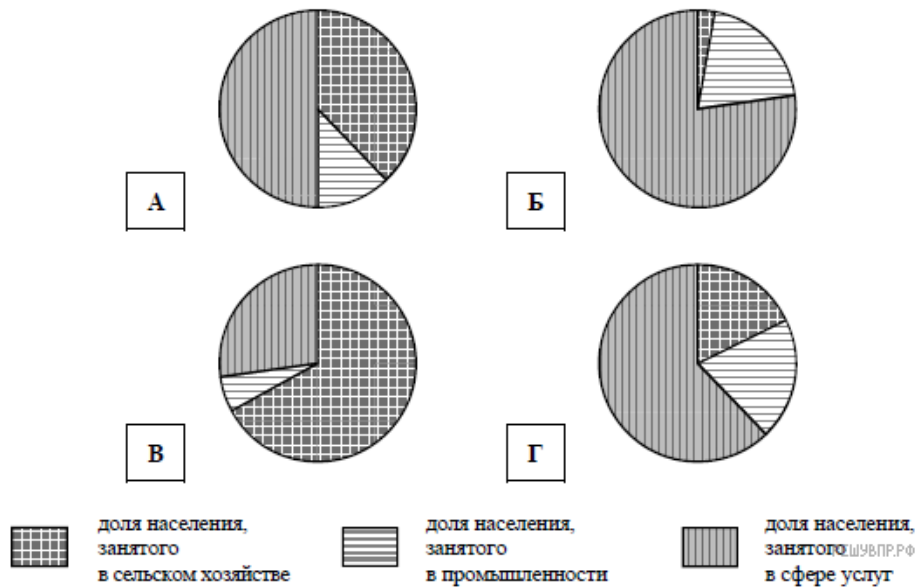 А
Б
В
Г
доля населения,
занятого
в сельском хозяйстве
доля населения,
занятого
в промышленности
доля населения,
занятого
в сфере услуг
РЕШУВПР.РФ